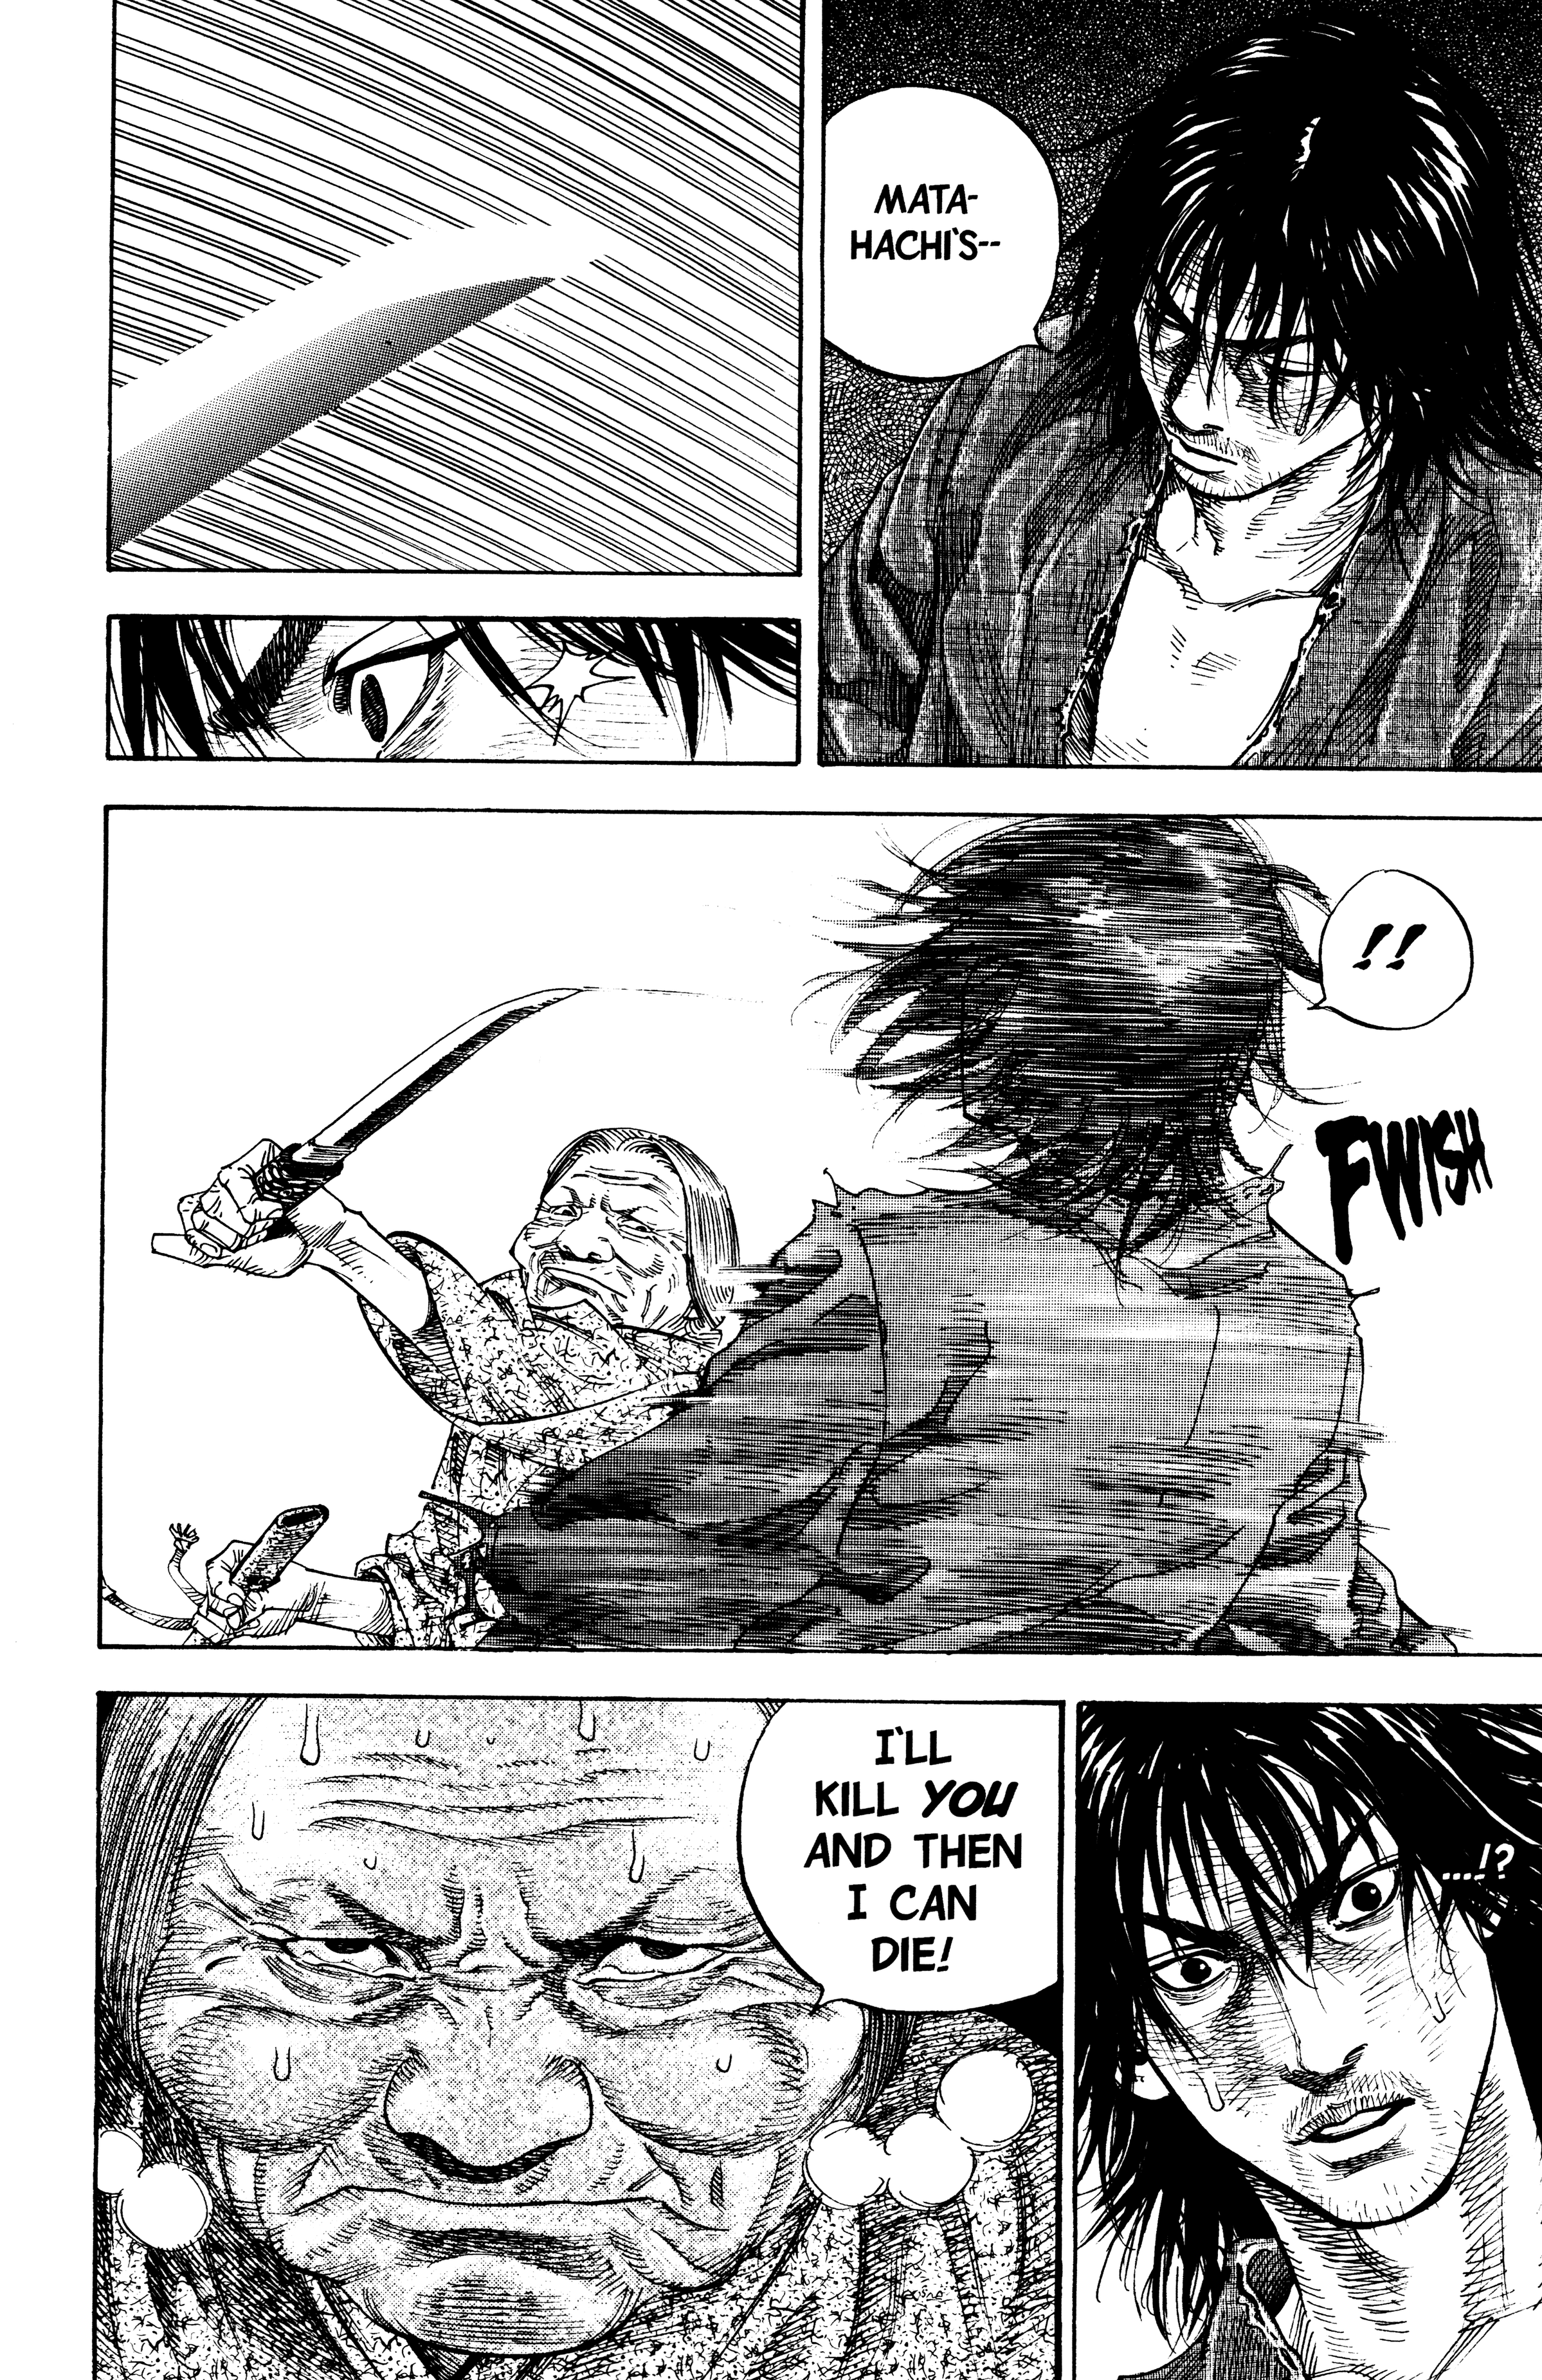 MATA-
HACHI'S--
!!
FWISH
....!?
I'LL
KILL YOU
AND THEN
I CAN
DIE!